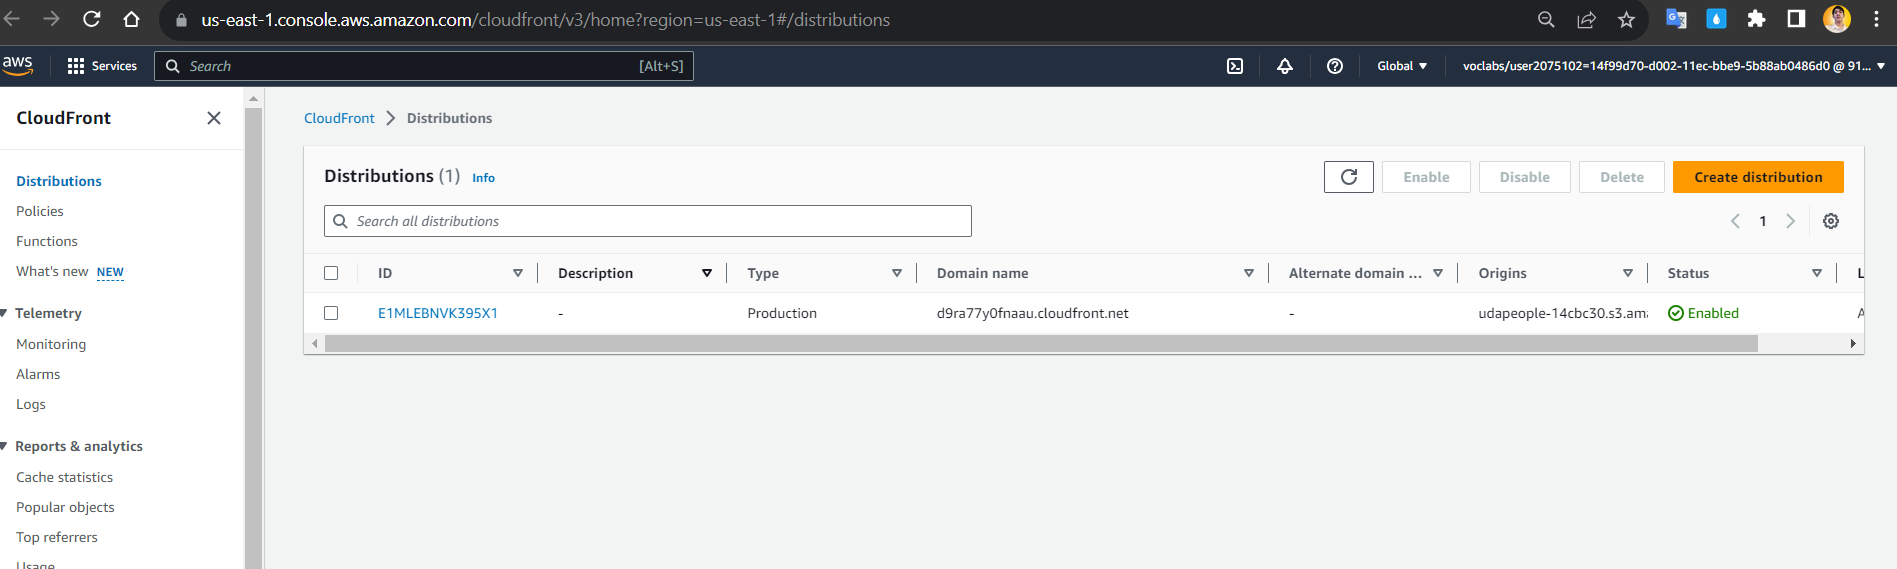 us-east-1.console.aws.amazon.com/cloudfront/v3/home?region=us-east-1#/distributions
aws Services Search [Alt+S] Global voclabs/user2075102=14f99d70-d002-11ec-bbe9-5b88ab0486d0 @ 91...
CloudFront
Distributions
Policies
Functions
What's new NEW
Telemetry
Monitoring
Alarms
Logs
Reports & analytics
Cache statistics
Popular objects
Top referrers
Usage
CloudFront Distributions
Distributions (1) Info Enable Disable Delete Create distribution
Search all distributions 1
ID Description Type Domain name Alternate domain ... Origins Status L
E1MLEBNVK395X1 - Production d9ra77y0fnaau.cloudfront.net - udapeople-14cbc30.s3.ama Enabled A